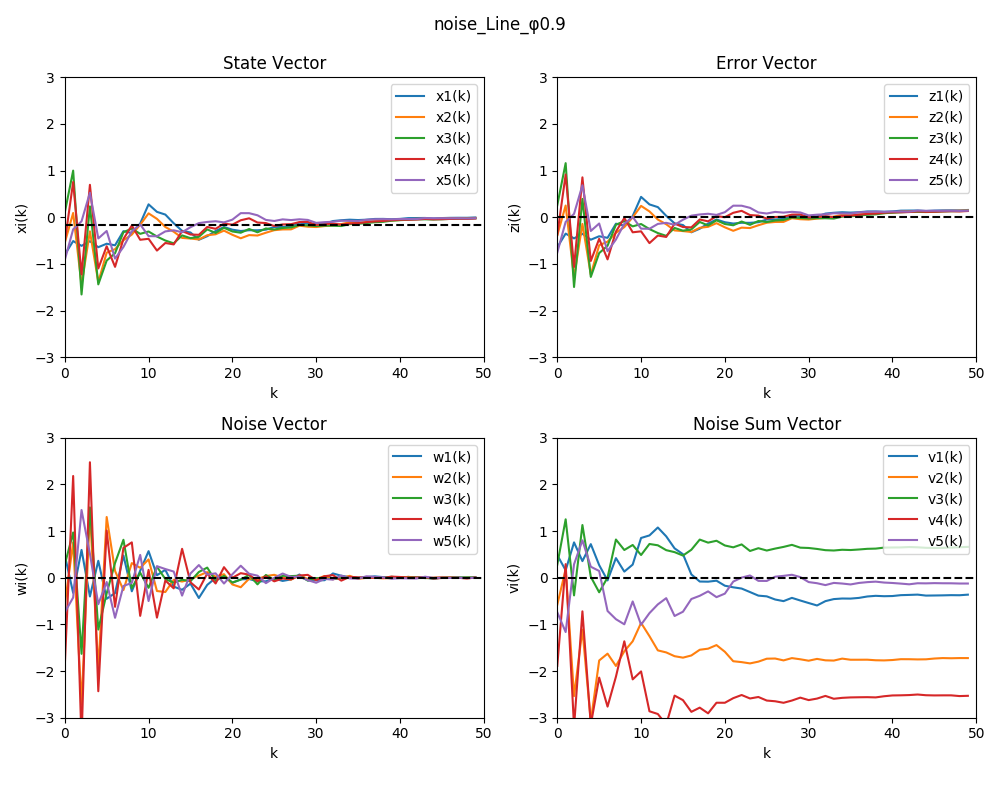 noise_Line_φ0.9
State Vector
3
2
1
0
−1
−2
−3
xi(k)
x1(k)
x2(k)
x3(k)
x4(k)
x5(k)
0 10 20 30 40 50
k
Error Vector
3
2
1
0
−1
−2
−3
zi(k)
z1(k)
z2(k)
z3(k)
z4(k)
z5(k)
0 10 20 30 40 50
k
Noise Vector
3
2
1
0
−1
−2
−3
wi(k)
w1(k)
w2(k)
w3(k)
w4(k)
w5(k)
0 10 20 30 40 50
k
Noise Sum Vector
3
2
1
0
−1
−2
−3
vi(k)
v1(k)
v2(k)
v3(k)
v4(k)
v5(k)
0 10 20 30 40 50
k